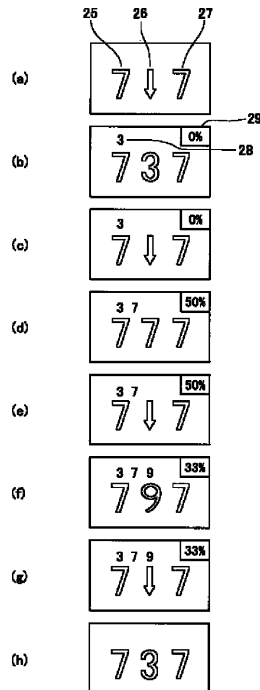 25 26 27
(a) 7 ↓ 7
29
0%
3
28
(b) 7 3 7
0%
3
(c) 7 ↓ 7
50%
3 7
(d) 7 7 7
50%
3 7
(e) 7 ↓ 7
33%
3 7 9
(f) 7 9 7
33%
3 7 9
(g) 7 ↓ 7
(h) 7 3 7